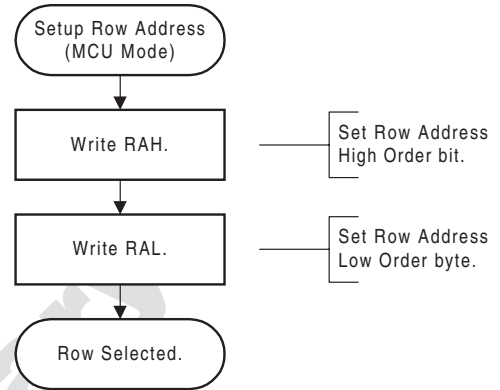 Setup Row Address
(MCU Mode)
Write RAH.
Set Row Address
High Order bit.
Write RAL.
Set Row Address
Low Order byte.
Row Selected.